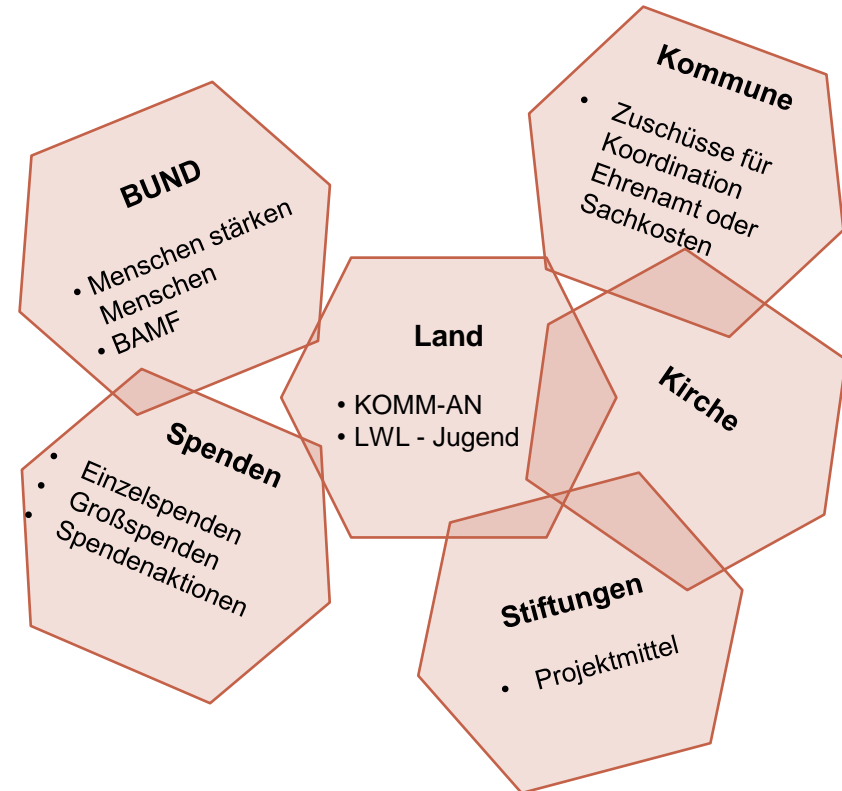 BUND
• Menschen stärken
Menschen
• BAMF
Kommune
• Zuschüsse für
Koordination
Ehrenamt oder
Sachkosten
Land
• KOMM-AN
• LWL - Jugend
Kirche
Spenden
• Einzelspenden
• Großspenden
• Spendenaktionen
Stiftungen
• Projektmittel